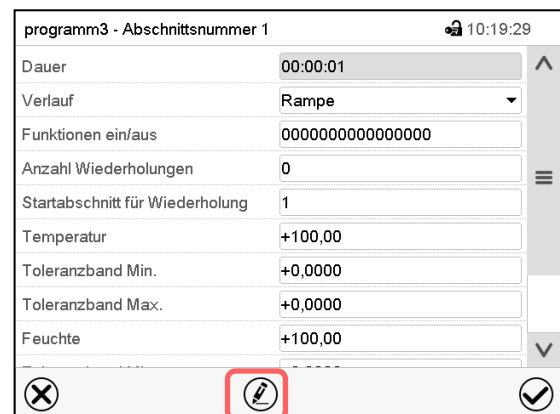 programm3 - Abschnittsnummer 1 10:19:29
Dauer 00:00:01
Verlauf Rampe
Funktionen ein/aus 0000000000000000
Anzahl Wiederholungen 0
Startabschnitt für Wiederholung 1
Temperatur +100,00
Toleranzband Min. +0,0000
Toleranzband Max. +0,0000
Feuchte +100,00